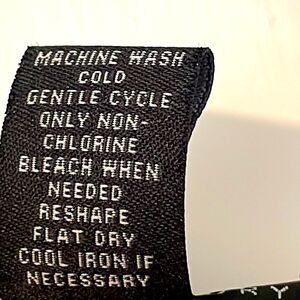 MACHINE WASH
COLD
GENTLE CYCLE
ONLY NON-
CHLORINE
BLEACH WHEN
NEEDED
RESHAPE
FLAT DRY
COOL IRON IF
NECESSARY